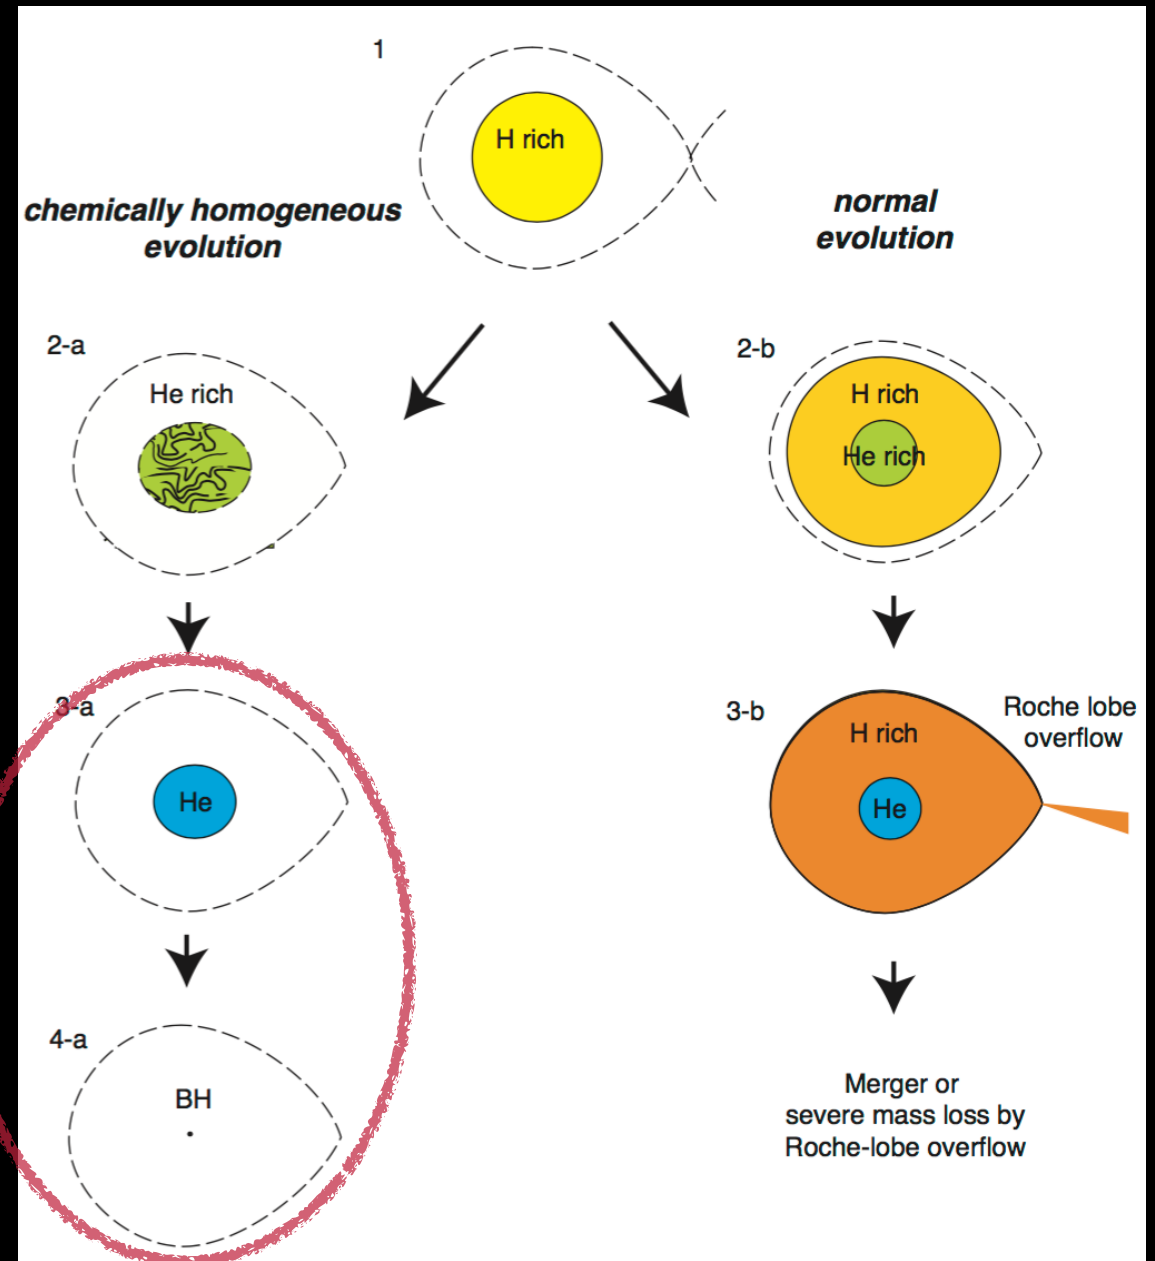 1
H rich
chemically homogeneous
evolution
normal
evolution
2-a
He rich
2-b
H rich
He rich
3-a
He
3-b
H rich
He
Roche lobe
overflow
4-a
BH
Merger or
severe mass loss by
Roche-lobe overflow